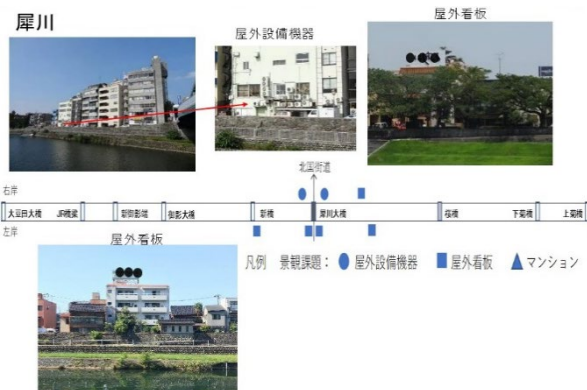 犀川
屋外設備機器
屋外看板
北国街道
右岸
大豆田大橋 JR橋梁 新御影端 御影大橋 新橋 犀川大橋 桜橋 下菊橋 上菊橋
左岸
屋外看板
凡例 景観課題： 屋外設備機器 屋外看板 マンション